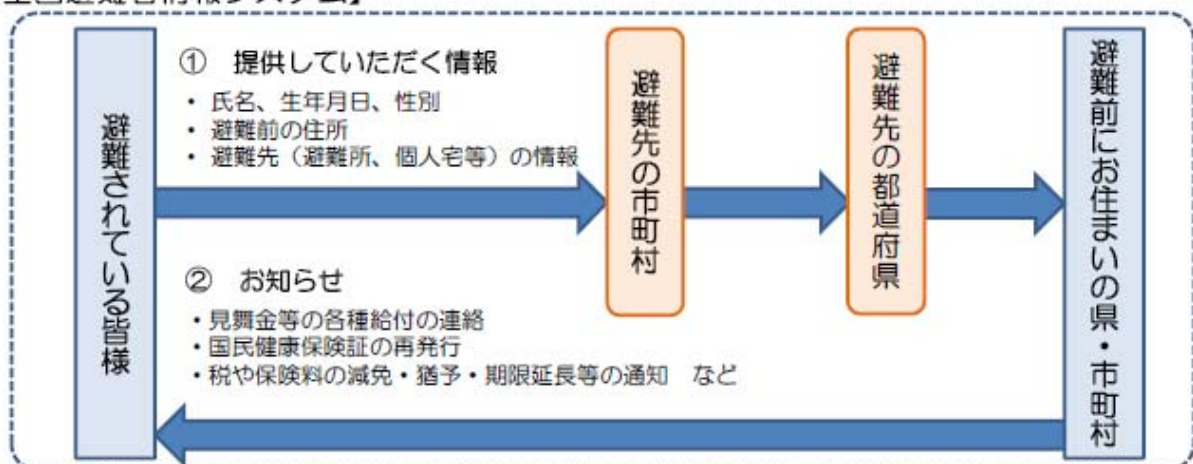 避難されている皆様
① 提供していただく情報
・ 氏名、生年月日、性別
・ 避難前の住所
・ 避難先（避難所、個人宅等）の情報
避難先の市町村
避難先の都道府県
避難前にお住まいの県・市町村
② お知らせ
・見舞金等の各種給付の連絡
・国民健康保険証の再発行
・税や保険料の減免・猶予・期限延長等の通知　など